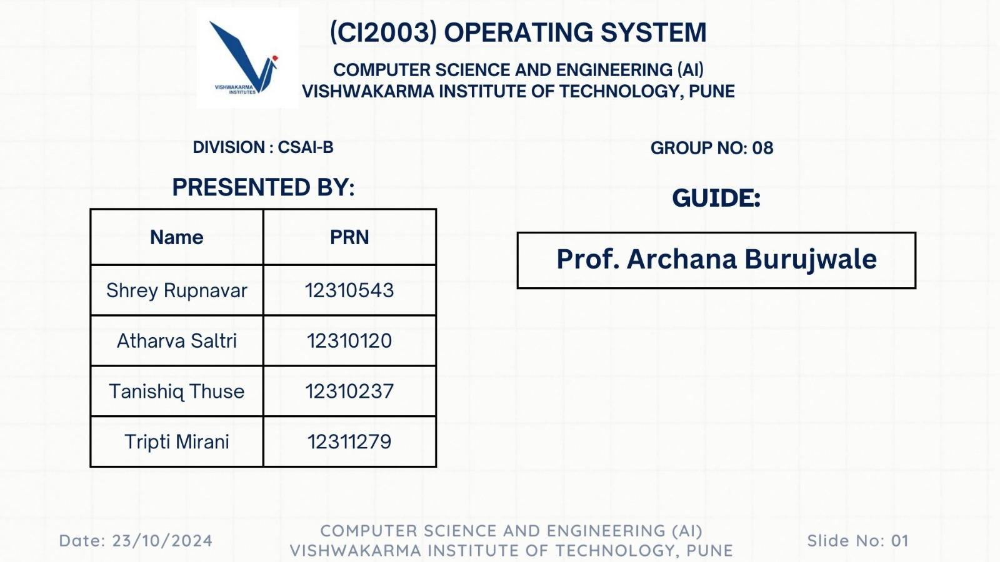 VISHWAKARMA
INSTITUTES
(CI2003) OPERATING SYSTEM
COMPUTER SCIENCE AND ENGINEERING (AI)
VISHWAKARMA INSTITUTE OF TECHNOLOGY, PUNE
DIVISION : CSAI-B
GROUP NO: 08
PRESENTED BY:
Name PRN
Shrey Rupnavar 12310543
Atharva Saltri 12310120
Tanishiq Thuse 12310237
Tripti Mirani 12311279
GUIDE:
Prof. Archana Burujwale
Date: 23/10/2024
COMPUTER SCIENCE AND ENGINEERING (AI)
VISHWAKARMA INSTITUTE OF TECHNOLOGY, PUNE
Slide No: 01